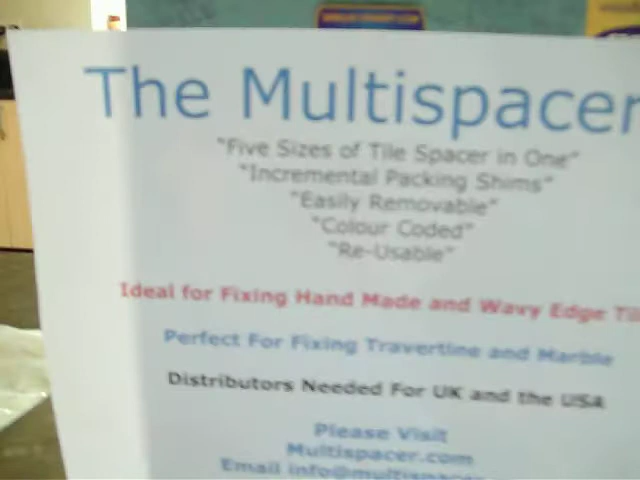 The Multispacer
"Five Sizes of Tile Spacer in One"
"Incremental Packing Shims"
"Easily Removable"
"Colour Coded"
"Re-Usable"
Ideal for Fixing Hand Made and Wavy Edge
Perfect For Fixing Travertine and Marble
Distributors Needed For UK and the USA
Please Visit
Multispacer.com
Email